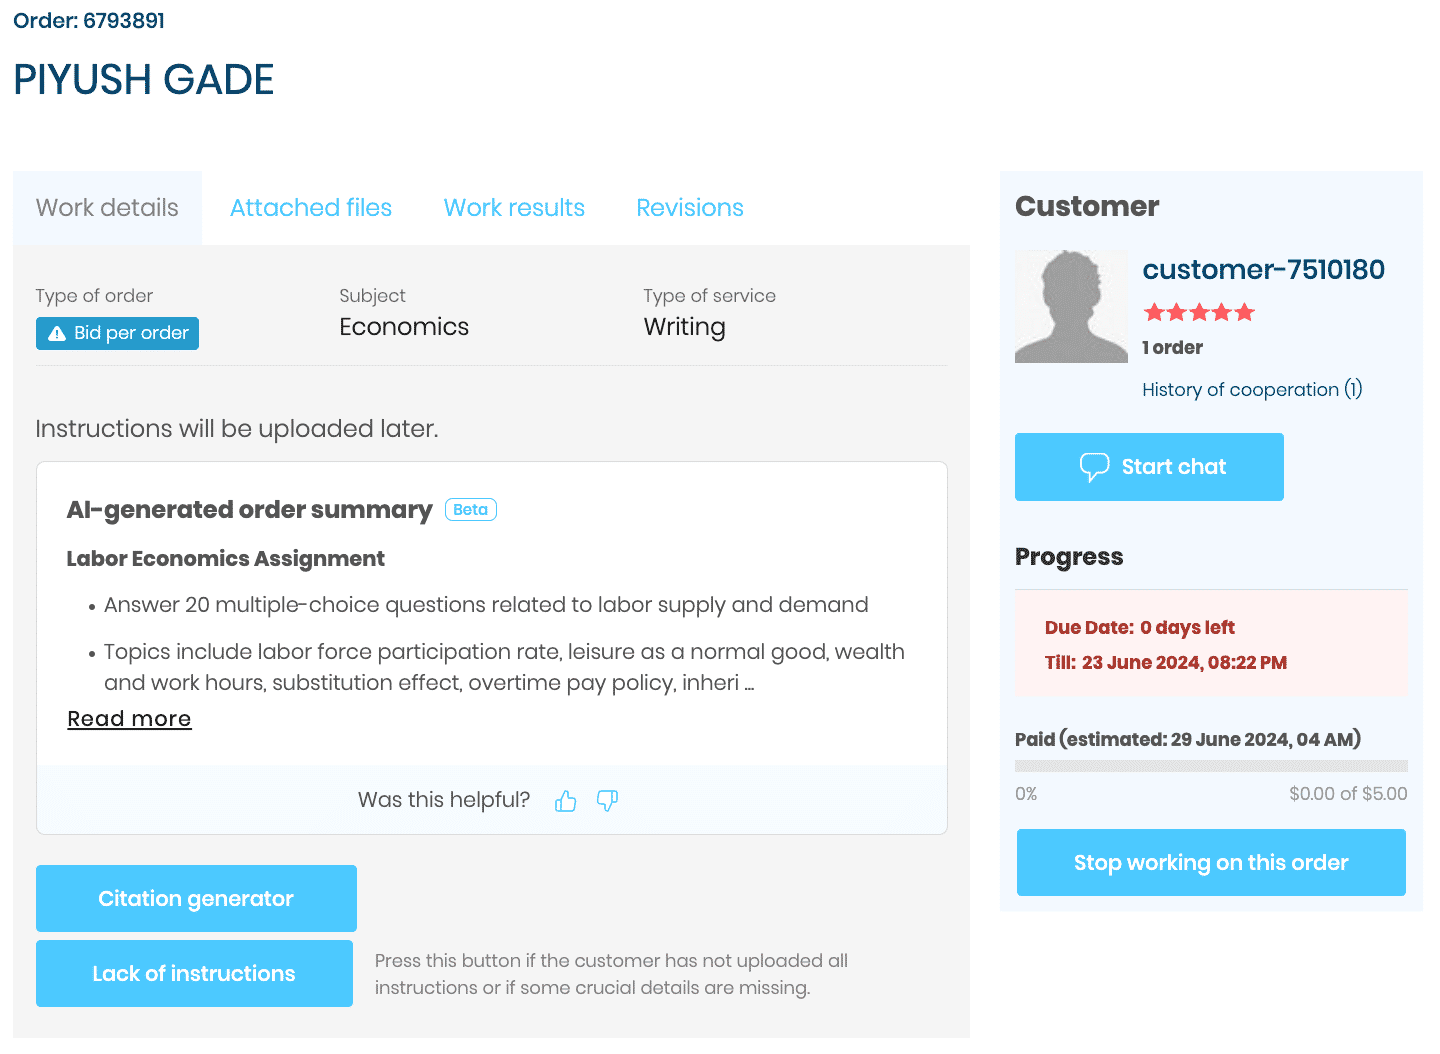 Order: 6793891
PIYUSH GADE
Work details
Attached files
Work results
Revisions
Type of order
Bid per order
Subject
Economics
Type of service
Writing
Instructions will be uploaded later.
AI-generated order summary Beta
Labor Economics Assignment
• Answer 20 multiple-choice questions related to labor supply and demand
• Topics include labor force participation rate, leisure as a normal good, wealth
and work hours, substitution effect, overtime pay policy, inheri ...
Read more
Was this helpful?
Citation generator
Lack of instructions
Press this button if the customer has not uploaded all
instructions or if some crucial details are missing.
Customer
customer-7510180
1 order
History of cooperation (1)
Start chat
Progress
Due Date: 0 days left
Till: 23 June 2024, 08:22 PM
Paid (estimated: 29 June 2024, 04 AM)
0%
$0.00 of $5.00
Stop working on this order